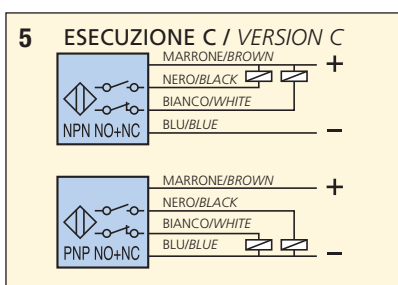 5 ESECUZIONE C / VERSION C
MARRONE/BROWN +
NERO/BLACK
BIANCO/WHITE
BLU/BLUE –
NPN NO+NC
MARRONE/BROWN +
NERO/BLACK
BIANCO/WHITE
BLU/BLUE –
PNP NO+NC